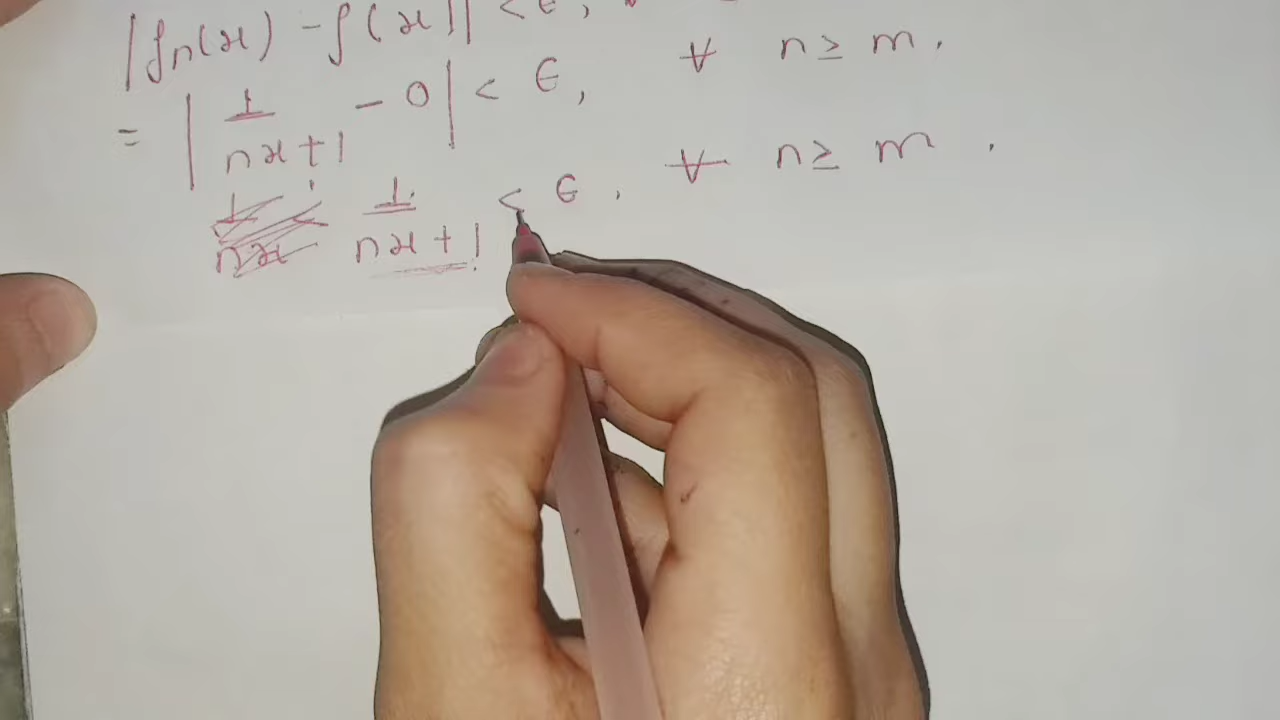 |fn(x) - f(x)| < ε, ∀
= | 1/(nx+1) - 0 | < ε, ∀ n ≥ m.
1/(nx+1) < ε, ∀ n ≥ m.